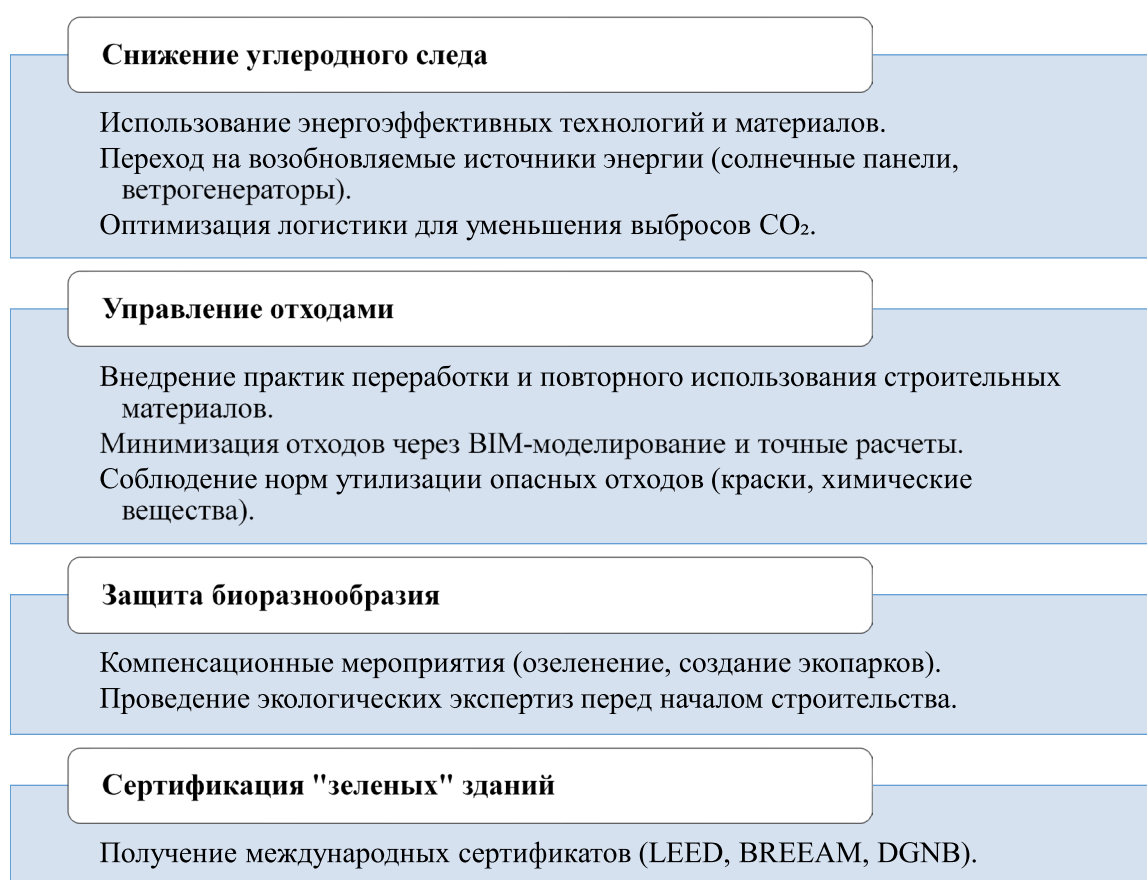 Снижение углеродного следа
Использование энергоэффективных технологий и материалов.
Переход на возобновляемые источники энергии (солнечные панели,
ветрогенераторы).
Оптимизация логистики для уменьшения выбросов CO₂.
Управление отходами
Внедрение практик переработки и повторного использования строительных
материалов.
Минимизация отходов через BIM-моделирование и точные расчеты.
Соблюдение норм утилизации опасных отходов (краски, химические
вещества).
Защита биоразнообразия
Компенсационные мероприятия (озеленение, создание экопарков).
Проведение экологических экспертиз перед началом строительства.
Сертификация "зеленых" зданий
Получение международных сертификатов (LEED, BREEAM, DGNB).